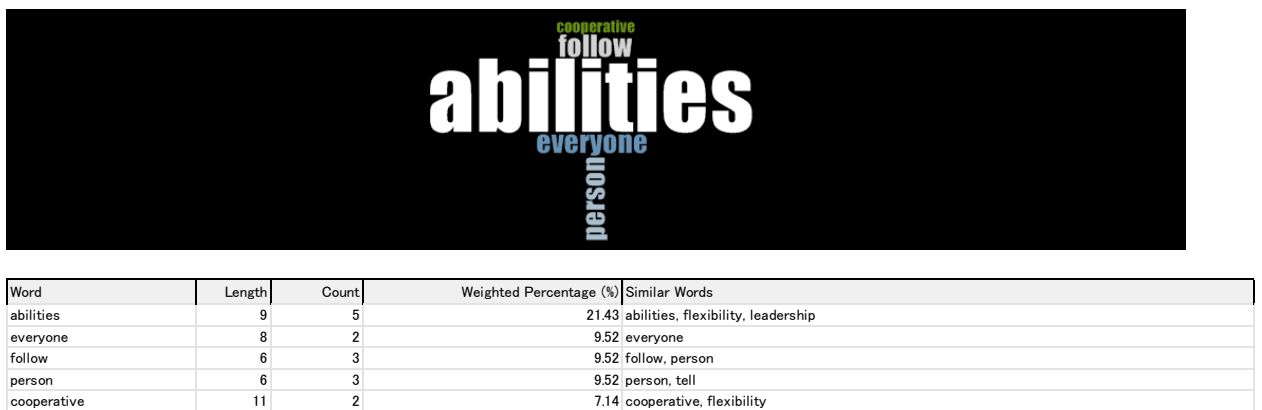 cooperative
follow
abilities
everyone
person
Word Length Count Weighted Percentage (%) Similar Words
abilities 9 5 21.43 abilities, flexibility, leadership
everyone 8 2 9.52 everyone
follow 6 3 9.52 follow, person
person 6 3 9.52 person, tell
cooperative 11 2 7.14 cooperative, flexibility